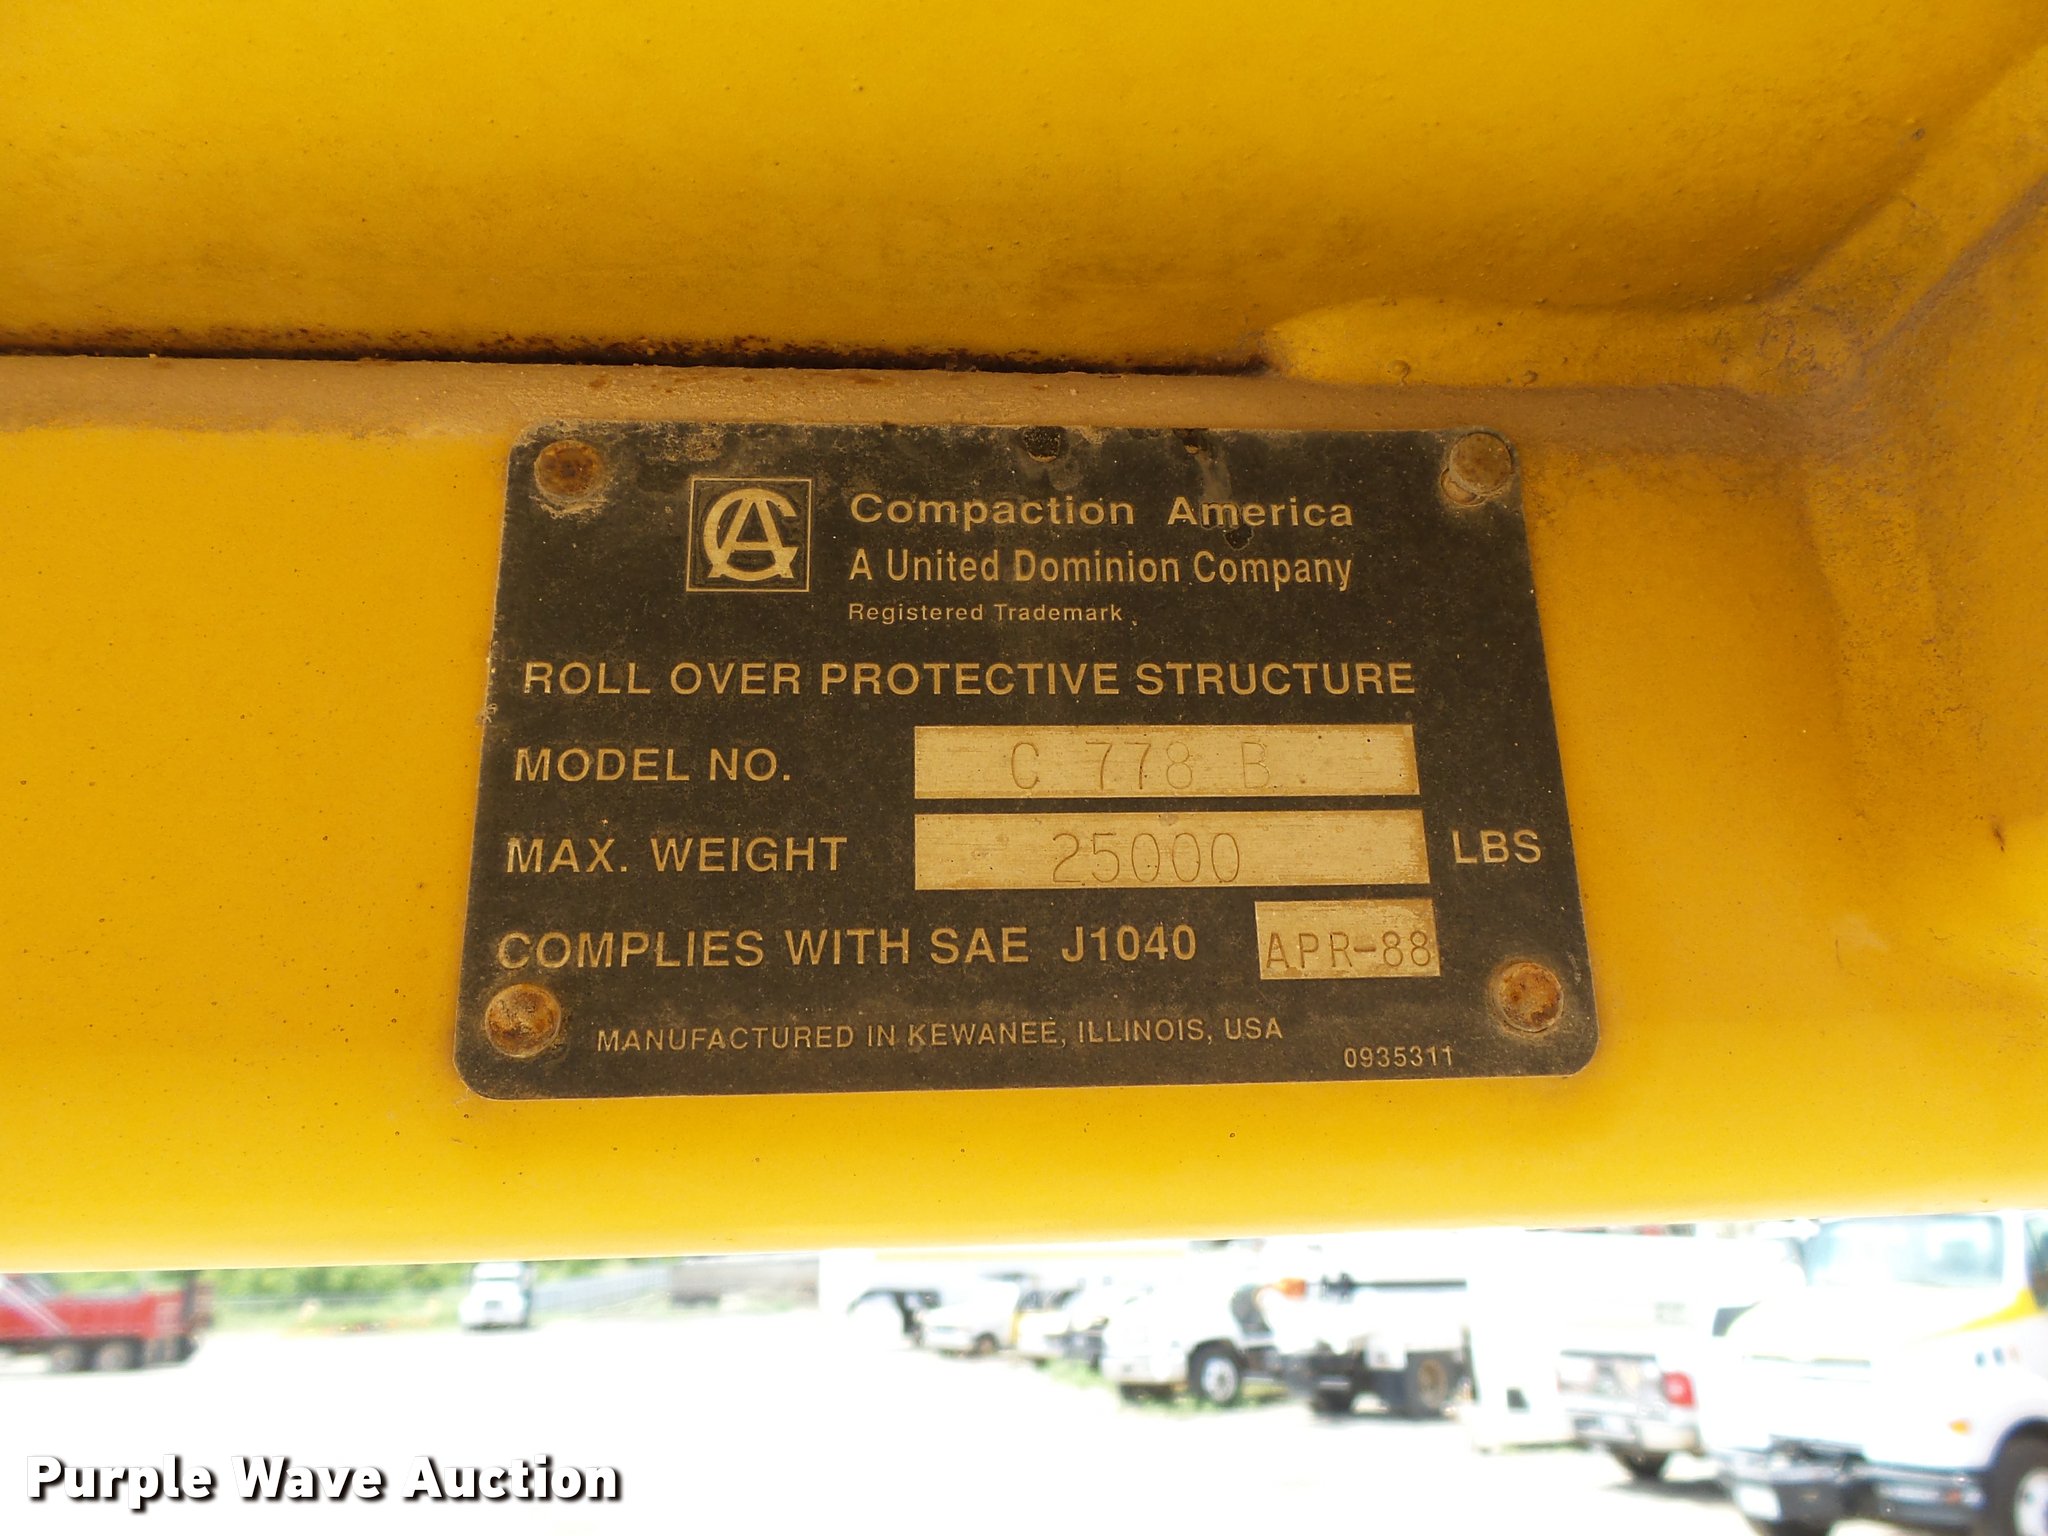 CA
Compaction America
A United Dominion Company
Registered Trademark
ROLL OVER PROTECTIVE STRUCTURE
MODEL NO. C 778 B
MAX. WEIGHT 25000 LBS
COMPLIES WITH SAE J1040 APR-88
MANUFACTURED IN KEWANEE, ILLINOIS, USA
0935311
Purple Wave Auction